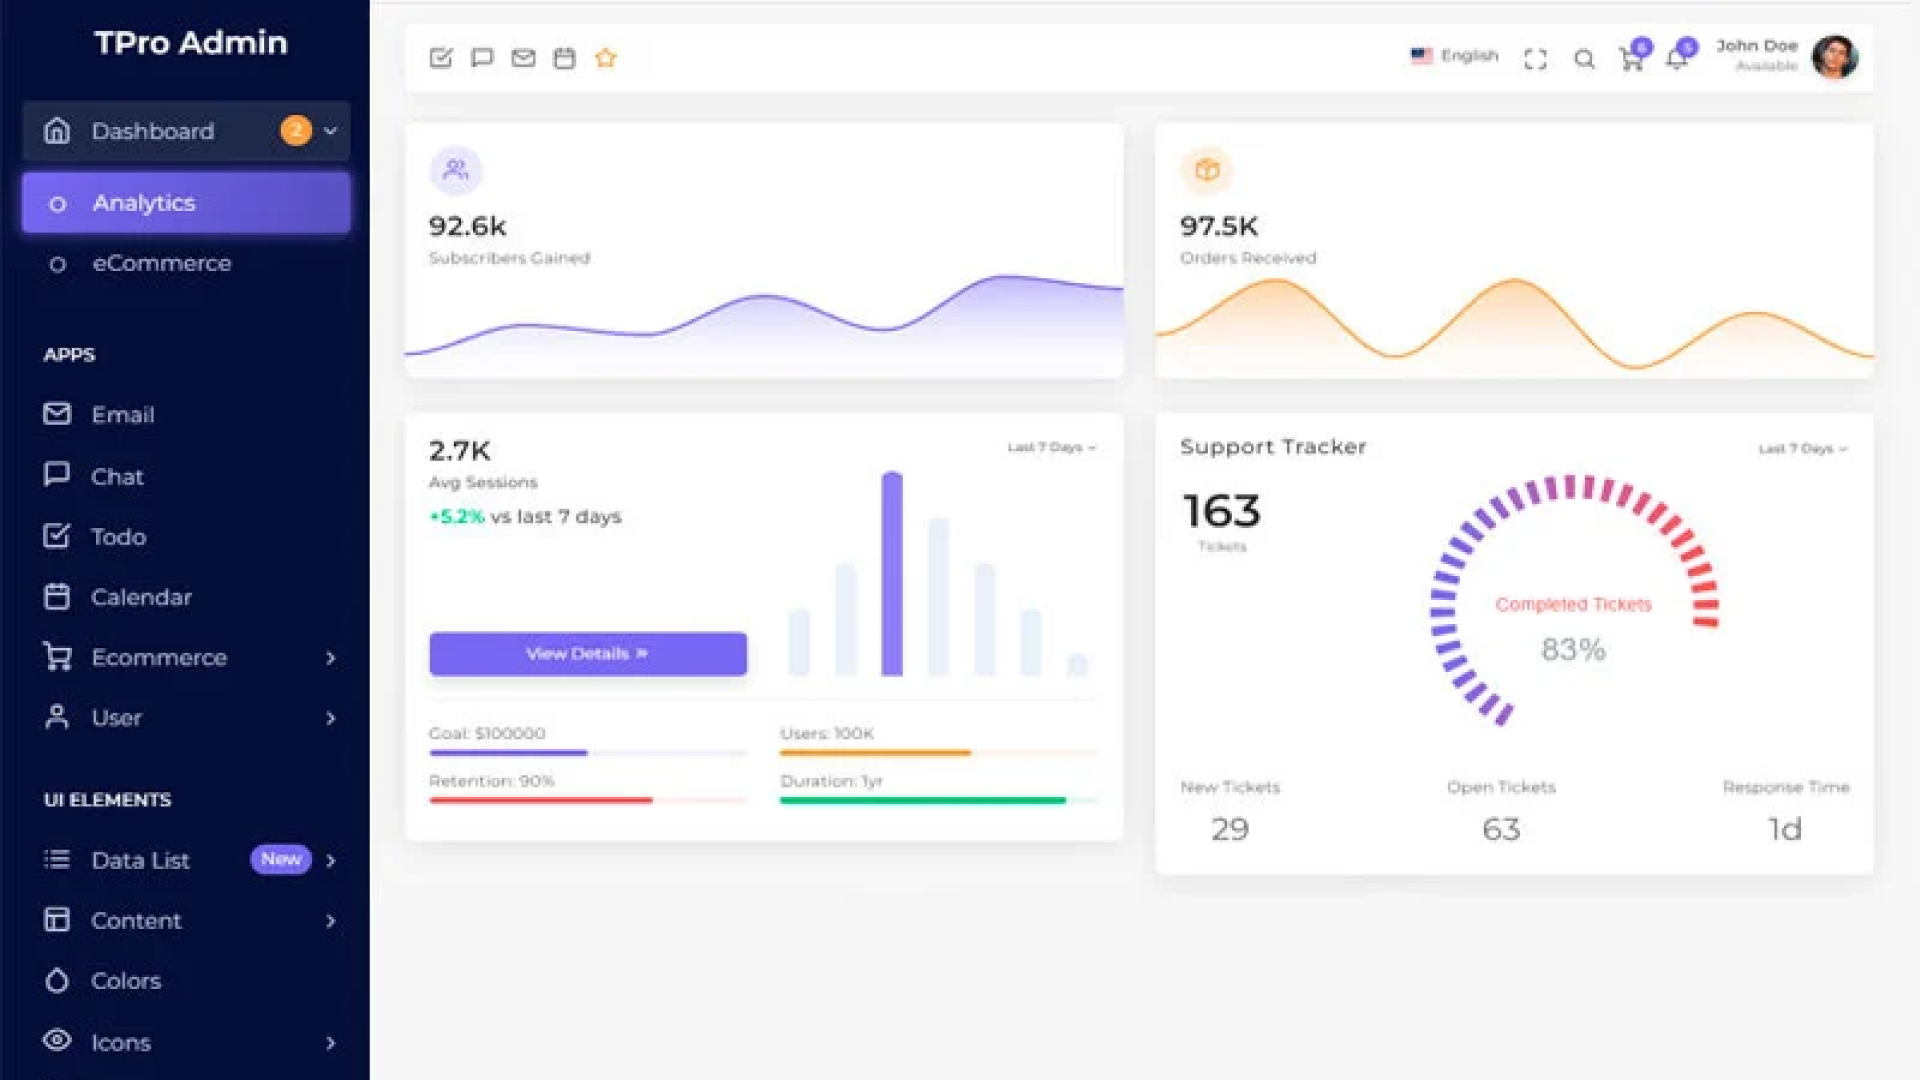 TPro Admin
Dashboard 2
Analytics
eCommerce
APPS
Email
Chat
Todo
Calendar
Ecommerce
User
UI ELEMENTS
Data List New
Content
Colors
Icons
English
6
5
John Doe
Available
92.6k
Subscribers Gained
97.5K
Orders Received
2.7K
Last 7 Days
Avg Sessions
+5.2% vs last 7 days
View Details »
Goal: $100000
Users: 100K
Retention: 90%
Duration: 1yr
Support Tracker
Last 7 Days
163
Tickets
Completed Tickets
83%
New Tickets
Open Tickets
Response Time
29
63
1d